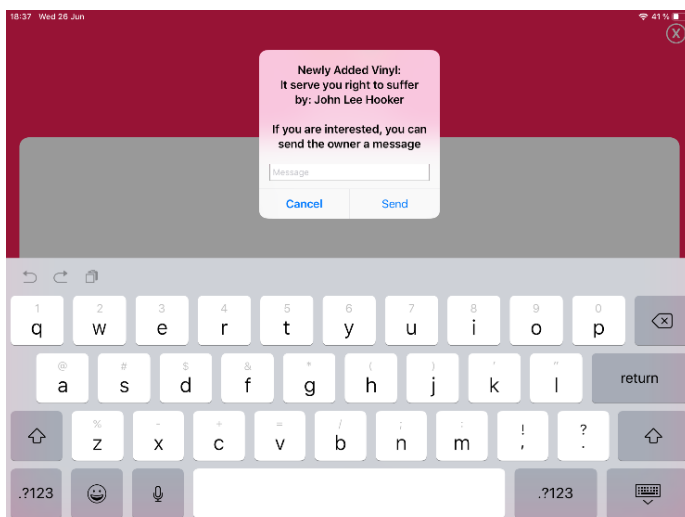 18:37 Wed 26 Jun
41 %
X
Newly Added Vinyl:
It serve you right to suffer
by: John Lee Hooker
If you are interested, you can
send the owner a message
Message
Cancel Send
1 2 3 4 5 6 7 8 9 0
q w e r t y u i o p
@ # $ & * ( ) ' "
a s d f g h j k l return
% - + = / ; : ! ?
z x c v b n m , .
.?123 .?123